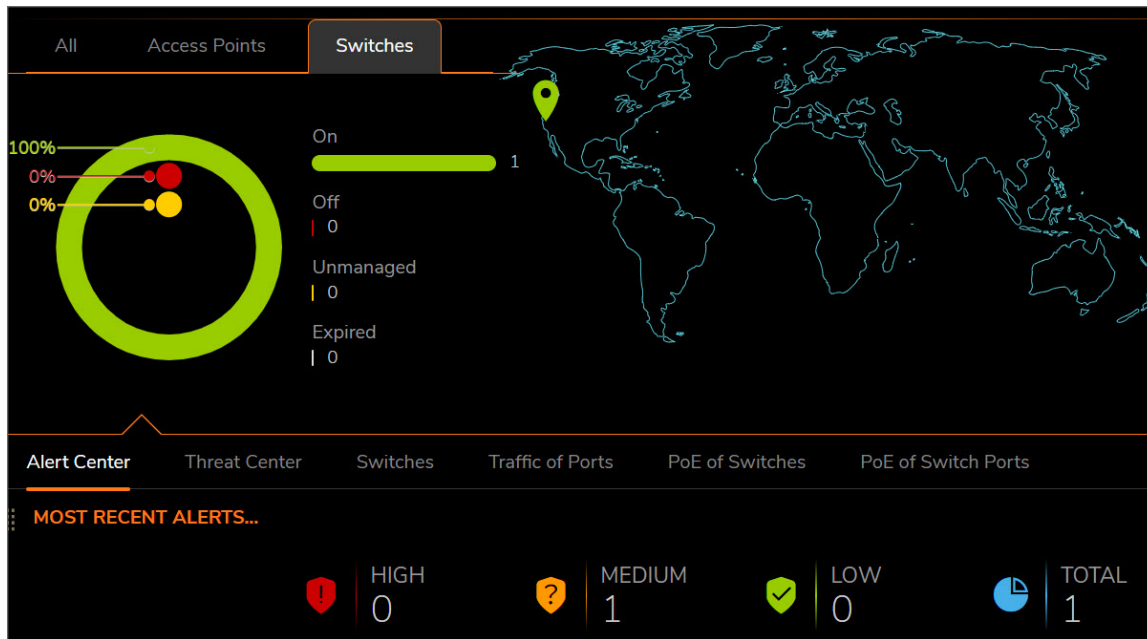 All Access Points Switches
100%
0%
0%
On
1
Off
0
Unmanaged
0
Expired
0
Alert Center Threat Center Switches Traffic of Ports PoE of Switches PoE of Switch Ports
MOST RECENT ALERTS...
HIGH
0
MEDIUM
1
LOW
0
TOTAL
1